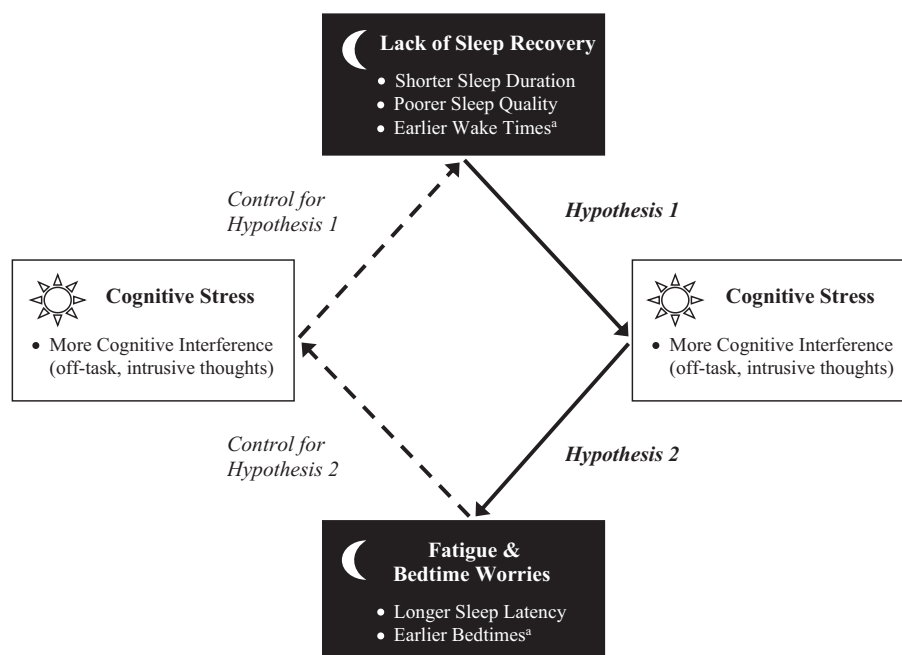 Lack of Sleep Recovery
• Shorter Sleep Duration
• Poorer Sleep Quality
• Earlier Wake Timesᵃ
Control for
Hypothesis 1
Hypothesis 1
Cognitive Stress
• More Cognitive Interference
(off-task, intrusive thoughts)
Cognitive Stress
• More Cognitive Interference
(off-task, intrusive thoughts)
Control for
Hypothesis 2
Hypothesis 2
Fatigue &
Bedtime Worries
• Longer Sleep Latency
• Earlier Bedtimesᵃ